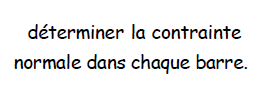 déterminer la contrainte
normale dans chaque barre.